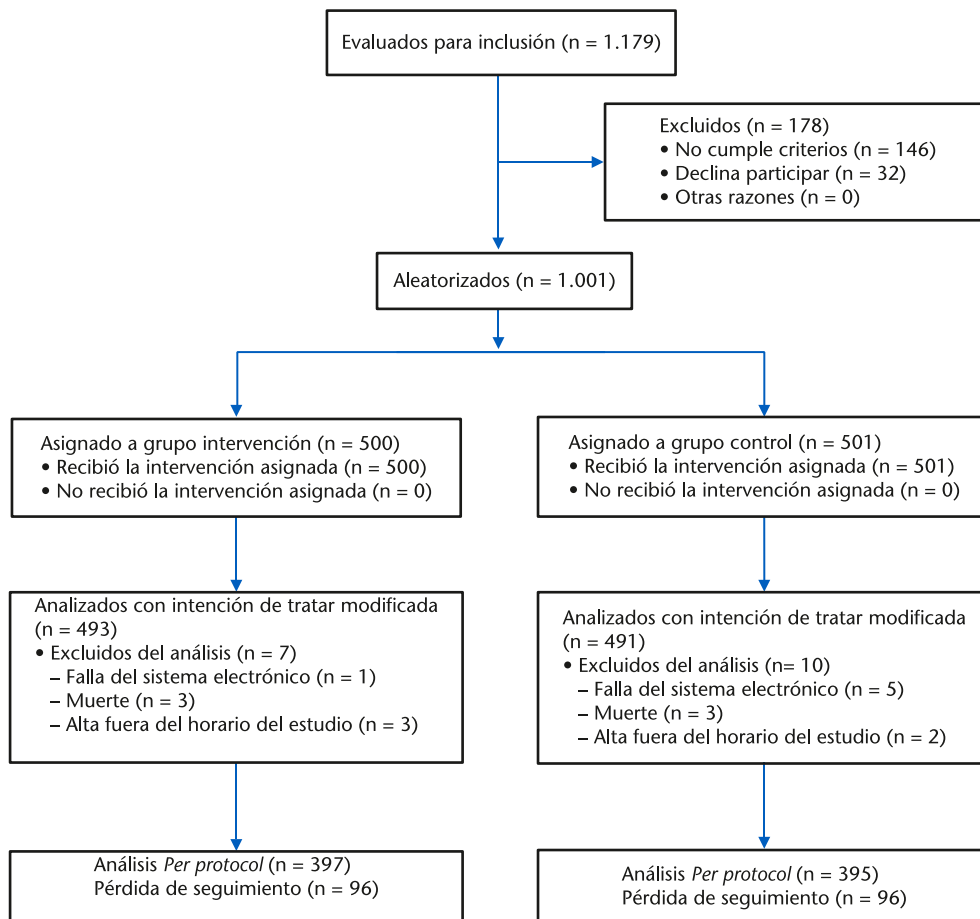 Evaluados para inclusión (n = 1.179)
Excluidos (n = 178)
• No cumple criterios (n = 146)
• Declina participar (n = 32)
• Otras razones (n = 0)
Aleatorizados (n = 1.001)
Asignado a grupo intervención (n = 500)
• Recibió la intervención asignada (n = 500)
• No recibió la intervención asignada (n = 0)
Asignado a grupo control (n = 501)
• Recibió la intervención asignada (n = 501)
• No recibió la intervención asignada (n = 0)
Analizados con intención de tratar modificada
(n = 493)
• Excluidos del análisis (n = 7)
– Falla del sistema electrónico (n = 1)
– Muerte (n = 3)
– Alta fuera del horario del estudio (n = 3)
Analizados con intención de tratar modificada
(n = 491)
• Excluidos del análisis (n= 10)
– Falla del sistema electrónico (n = 5)
– Muerte (n = 3)
– Alta fuera del horario del estudio (n = 2)
Análisis Per protocol (n = 397)
Pérdida de seguimiento (n = 96)
Análisis Per protocol (n = 395)
Pérdida de seguimiento (n = 96)